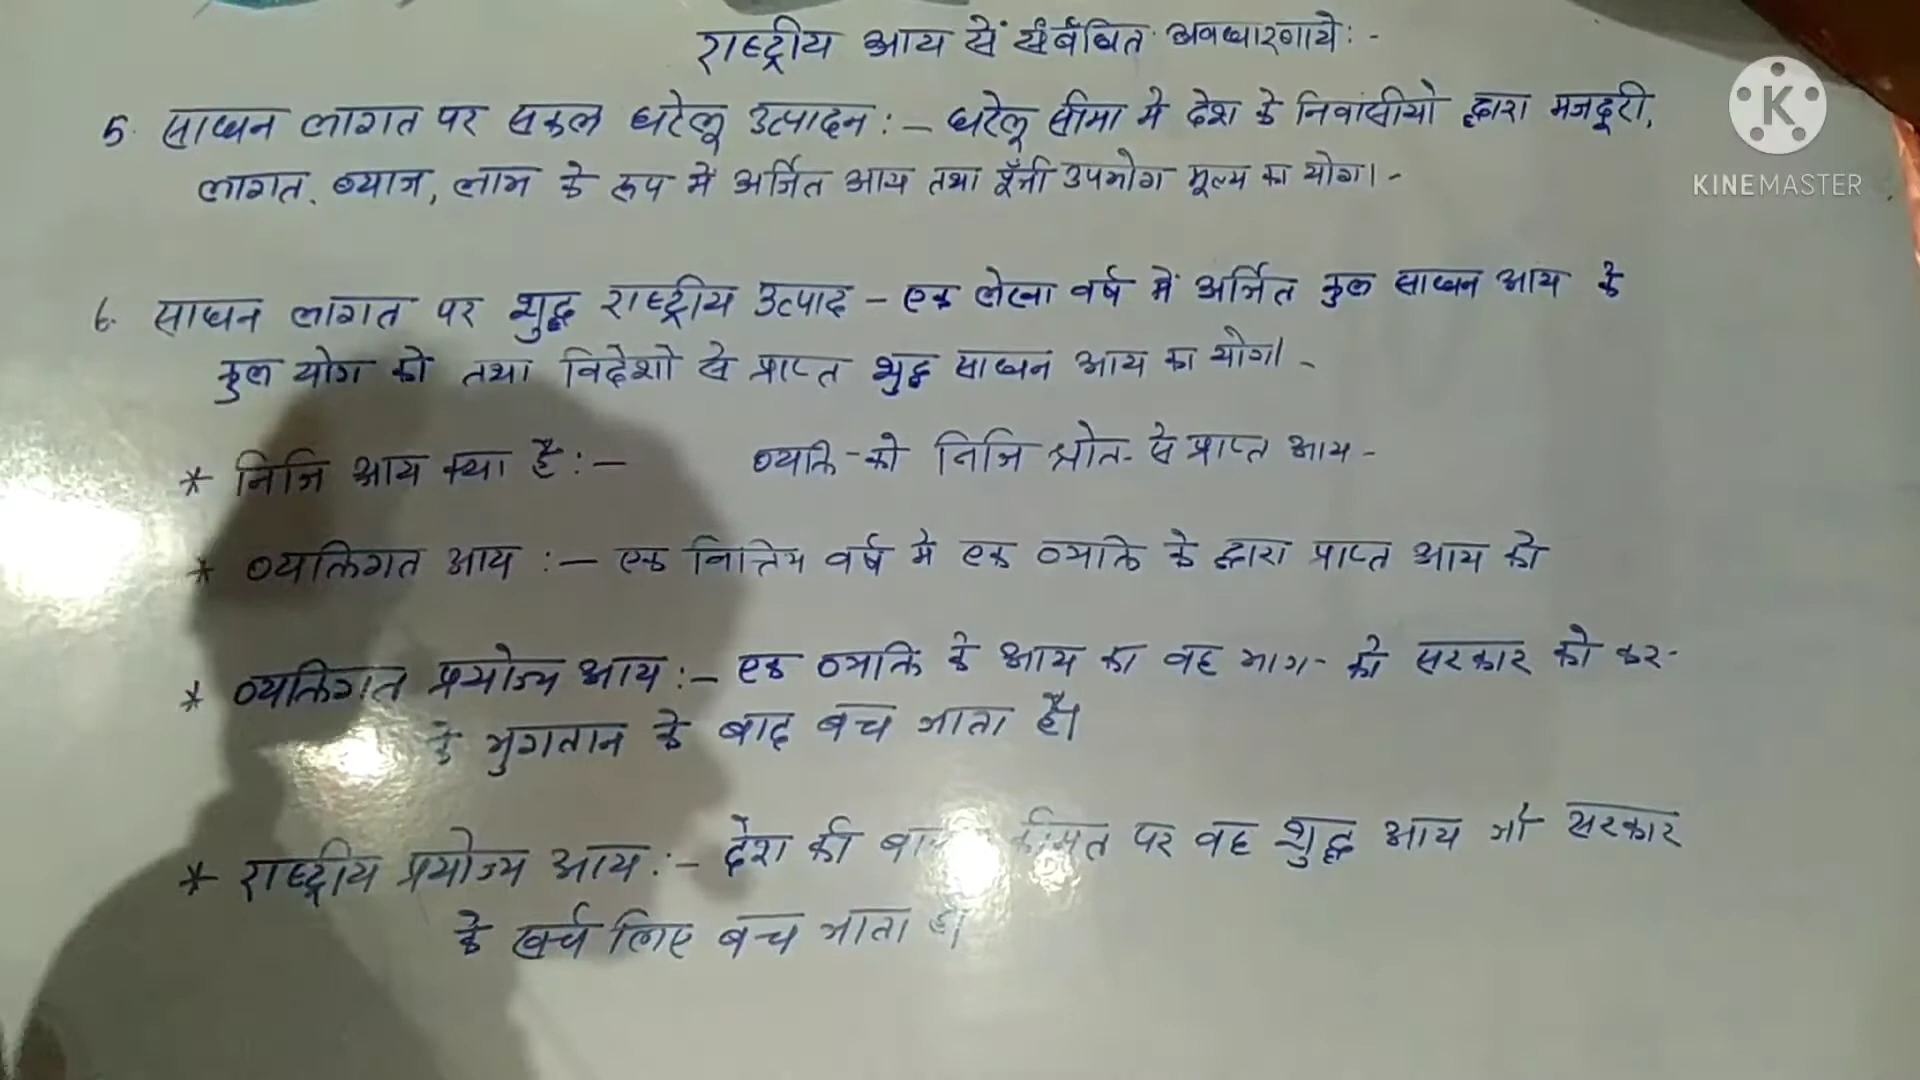 राष्ट्रीय आय सें संबंधित अवधारणाये: -
5. साधन लागत पर सकल घरेलू उत्पादन : – घरेलू सीमा मे देश के निवासीयो द्वारा मजदूरी,
लागत, ब्याज, लाभ के रूप में अर्जित आय तथा पूँजी उपभोग मूल्य का योग। -
6. साधन लागत पर शुद्ध राष्ट्रीय उत्पाद – एक लेखा वर्ष में अर्जित कुल साधन आय के
कुल योग को तथा विदेशो से प्राप्त शुद्ध साधन आय का योग। -
* निजि आय क्या है : – व्यक्ति - को निजि श्रोत - से प्राप्त आय -
* व्यक्तिगत आय : – एक वित्तिय वर्ष मे एक व्यक्ति के द्वारा प्राप्त आय को
* व्यक्तिगत प्रयोज्य आय : – एक व्यक्ति के आय का वह भाग - को सरकार को कर -
के भुगतान के बाद बच जाता है।
* राष्ट्रीय प्रयोज्य आय : – देश की पर वह शुद्ध आय जो सरकार
के खर्च लिए बच जाता है।
KINEMASTER